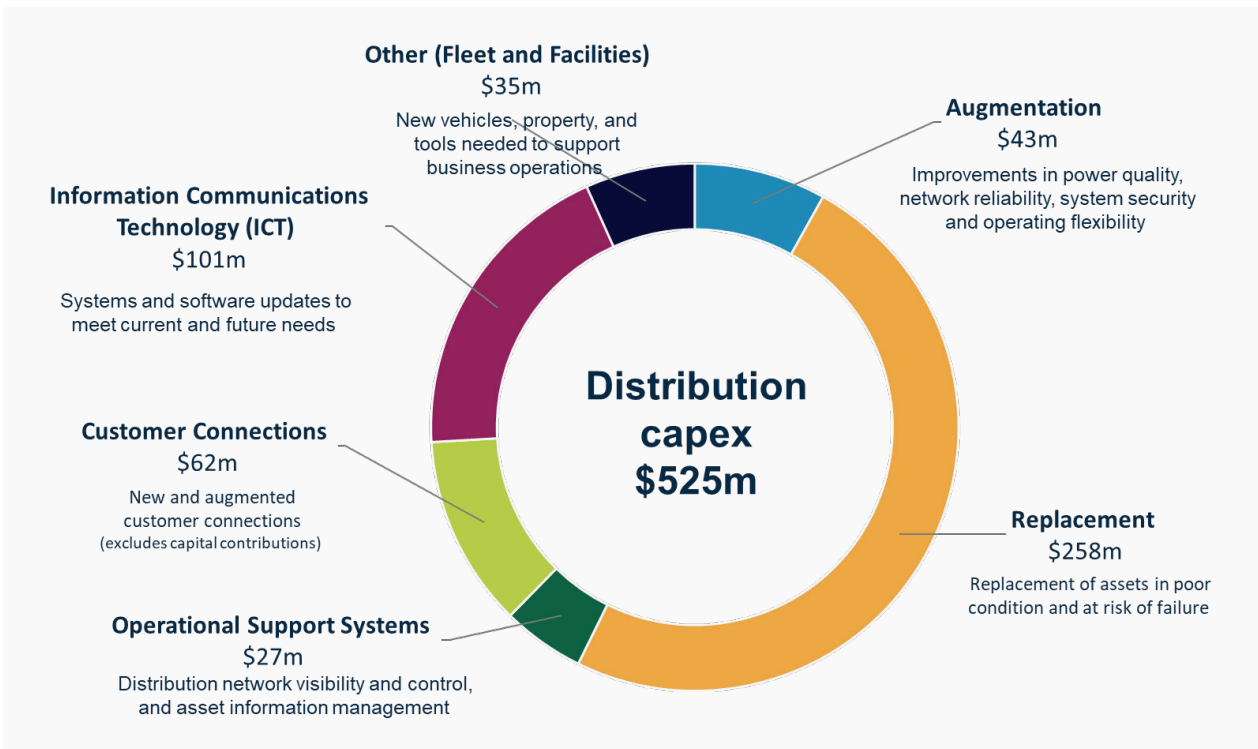 Other (Fleet and Facilities)
$35m
New vehicles, property, and
tools needed to support
business operations
Augmentation
$43m
Improvements in power quality,
network reliability, system security
and operating flexibility
Information Communications
Technology (ICT)
$101m
Systems and software updates to
meet current and future needs
Distribution
capex
$525m
Customer Connections
$62m
New and augmented
customer connections
(excludes capital contributions)
Replacement
$258m
Replacement of assets in poor
condition and at risk of failure
Operational Support Systems
$27m
Distribution network visibility and control,
and asset information management